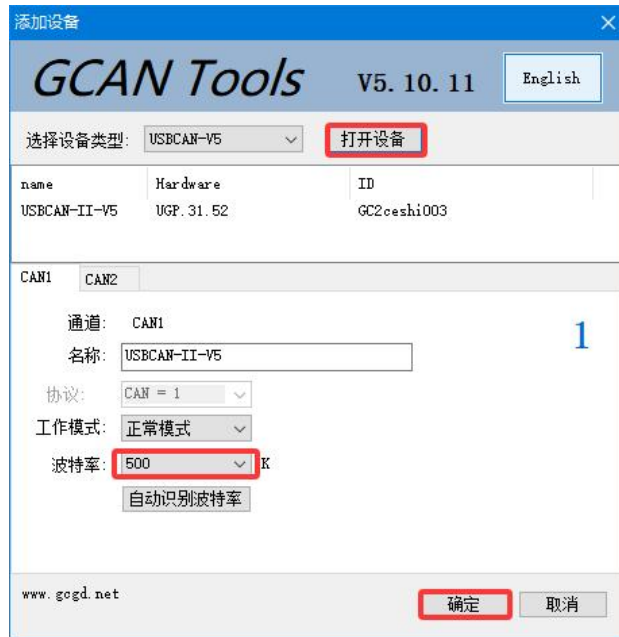 添加设备
GCAN Tools V5.10.11 English
选择设备类型: USBCAN-V5 打开设备
name Hardware ID
USBCAN-II-V5 UGP.31.52 GC2ceshi003
CAN1 CAN2
通道: CAN1
1
名称: USBCAN-II-V5
协议: CAN = 1
工作模式: 正常模式
波特率: 500 K
自动识别波特率
www.gcgd.net
确定 取消